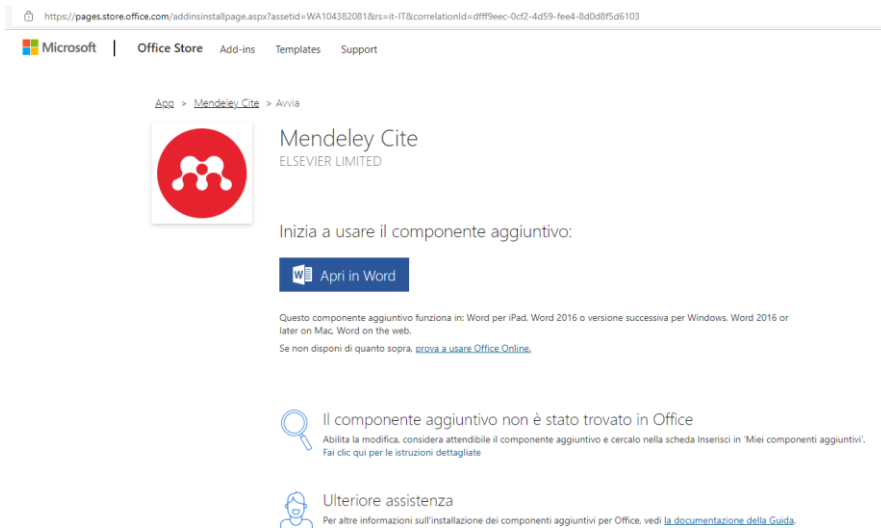 https://pages.store.office.com/addinsinstallpage.aspx?assetid=WA104382081&rs=it-IT&correlationId=dfff9eec-0cf2-4d59-fee4-8d0d8f5d6103
Microsoft | Office Store Add-ins Templates Support
App > Mendeley Cite > Avvia
Mendeley Cite
ELSEVIER LIMITED
Inizia a usare il componente aggiuntivo:
Apri in Word
Questo componente aggiuntivo funziona in: Word per iPad, Word 2016 o versione successiva per Windows, Word 2016 or
later on Mac, Word on the web.
Se non disponi di quanto sopra, prova a usare Office Online.
Il componente aggiuntivo non è stato trovato in Office
Abilita la modifica, considera attendibile il componente aggiuntivo e cercalo nella scheda Inserisci in 'Miei componenti aggiuntivi'.
Fai clic qui per le istruzioni dettagliate
Ulteriore assistenza
Per altre informazioni sull'installazione dei componenti aggiuntivi per Office, vedi la documentazione della Guida.